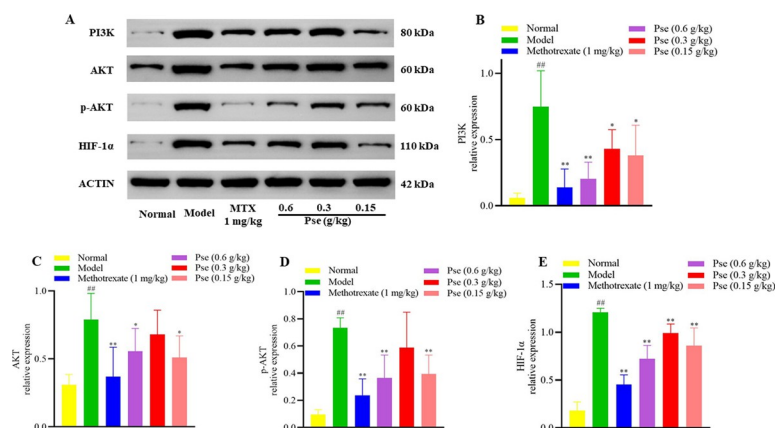 A
PI3K
80 kDa
AKT
60 kDa
p-AKT
60 kDa
HIF-1α
110 kDa
ACTIN
42 kDa
Normal Model MTX 1 mg/kg 0.6 0.3 0.15
Pse (g/kg)
B
Normal
Model
Methotrexate (1 mg/kg)
Pse (0.6 g/kg)
Pse (0.3 g/kg)
Pse (0.15 g/kg)
PI3K
relative expression
1.0
0.5
0.0
##
**
**
*
*
C
Normal
Model
Methotrexate (1 mg/kg)
Pse (0.6 g/kg)
Pse (0.3 g/kg)
Pse (0.15 g/kg)
AKT
relative expression
1.0
0.5
0.0
##
**
*
*
D
Normal
Model
Methotrexate (1 mg/kg)
Pse (0.6 g/kg)
Pse (0.3 g/kg)
Pse (0.15 g/kg)
p-AKT
relative expression
1.0
0.5
0.0
##
**
**
**
E
Normal
Model
Methotrexate (1 mg/kg)
Pse (0.6 g/kg)
Pse (0.3 g/kg)
Pse (0.15 g/kg)
HIF-1α
relative expression
1.5
1.0
0.5
0.0
##
**
**
**
**